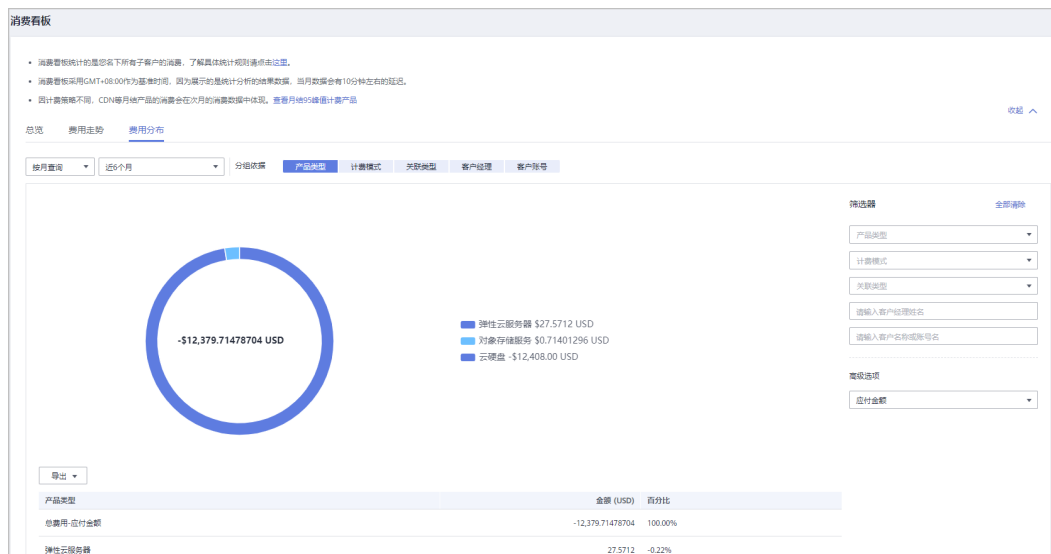 消费看板
消费看板统计的是您名下所有子客户的消费，了解具体统计规则请点击这里。
消费看板采用GMT+08:00作为基准时间，因为展示的是统计分析的结果数据，当月数据会有10分钟左右的延迟。
因计费策略不同，CDN等月结产品的消费会在次月的消费数据中体现。查看月结95峰值计费产品
收起
总览 费用走势 费用分布
按月查询 近6个月 分组依据 产品类型 计费模式 关联类型 客户经理 客户账号
筛选器 全部清除
产品类型
计费模式
关联类型
请输入客户经理姓名
请输入客户名称或账号名
高级选项
应付金额
-$12,379.71478704 USD
弹性云服务器 $27.5712 USD
对象存储服务 $0.71401296 USD
云硬盘 -$12,408.00 USD
导出
产品类型 金额 (USD) 百分比
总费用-应付金额 -12,379.71478704 100.00%
弹性云服务器 27.5712 -0.22%